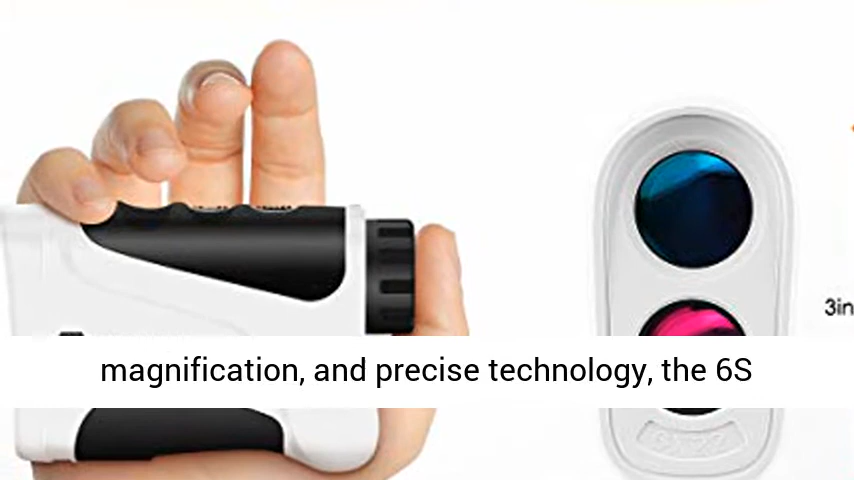 3in
magnification, and precise technology, the 6S